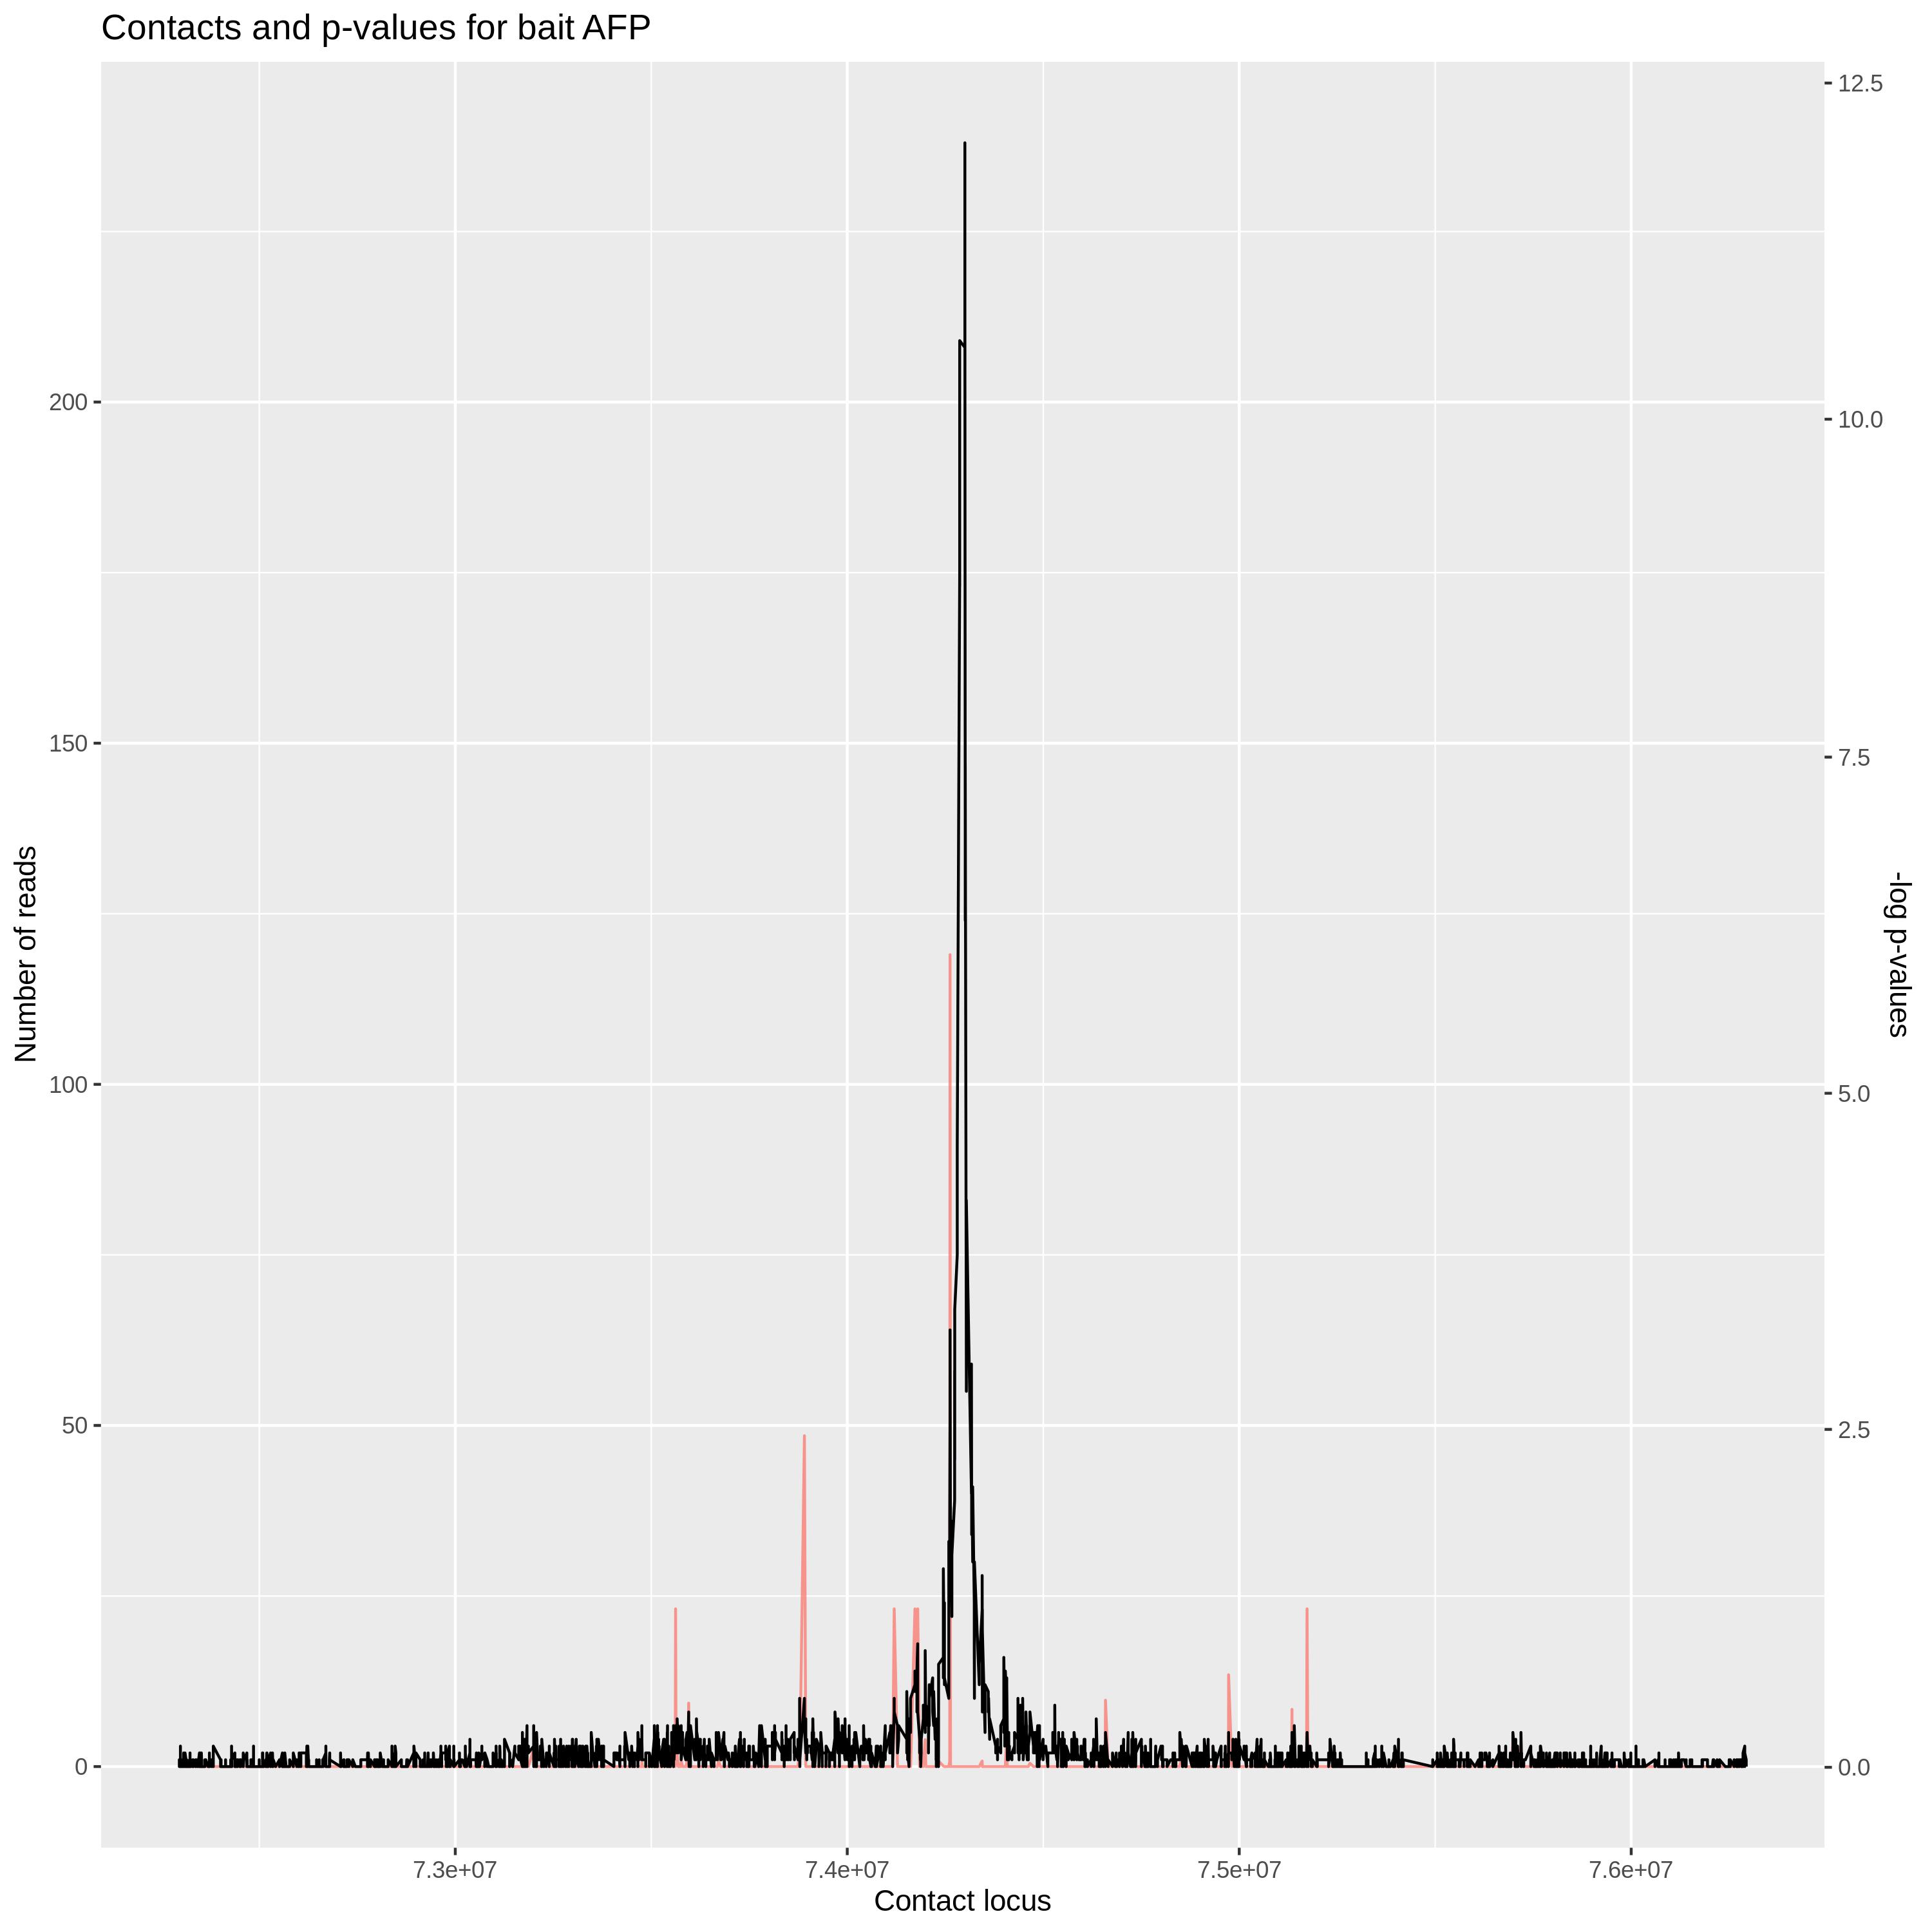 Contacts and p-values for bait AFP
Number of reads
200
150
100
50
0
12.5
10.0
7.5
5.0
2.5
0.0
-log p-values
7.3e+07
7.4e+07
7.5e+07
7.6e+07
Contact locus